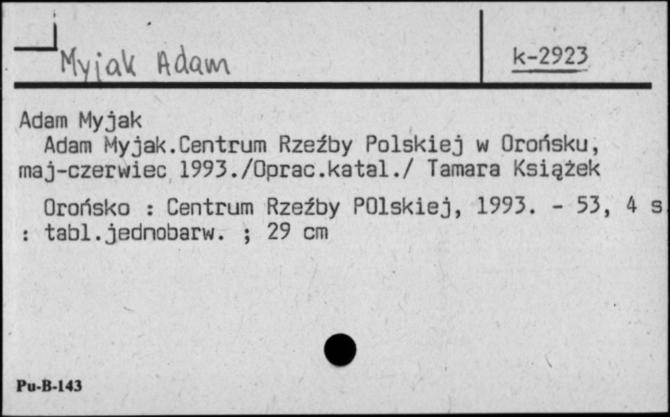 Myjak Adam
k-2923
Adam Myjak
Adam Myjak.Centrum Rzeźby Polskiej w Orońsku,
maj-czerwiec 1993./Oprac.katal./ Tamara Książek
Orońsko : Centrum Rzeźby POlskiej, 1993. - 53, 4 s
: tabl.jednobarw. ; 29 cm
Pu-B-143